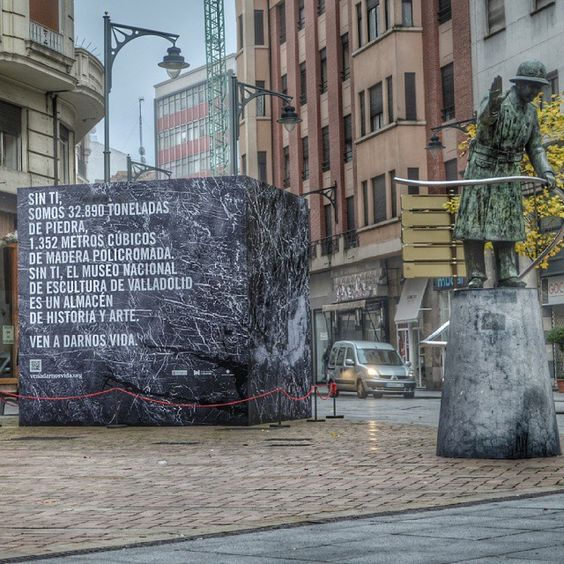 SIN TI,
SOMOS 32.890 TONELADAS
DE PIEDRA,
1.352 METROS CÚBICOS
DE MADERA POLICROMADA.
SIN TI, EL MUSEO NACIONAL
DE ESCULTURA DE VALLADOLID
ES UN ALMACÉN
DE HISTORIA Y ARTE.
VEN A DARNOS VIDA.
venadarnosvida.org